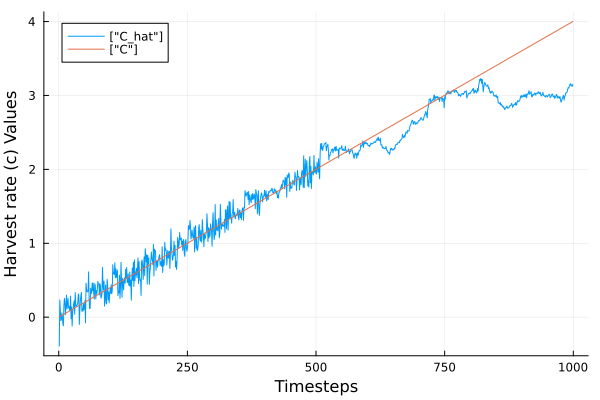 ["C_hat"]
["C"]
Harvest rate (c) Values
4
3
2
1
0
0 250 500 750 1000
Timesteps